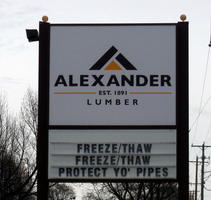 ALEXANDER
EST. 1891
LUMBER
FREEZE/THAW
FREEZE/THAW
PROTECT YO' PIPES